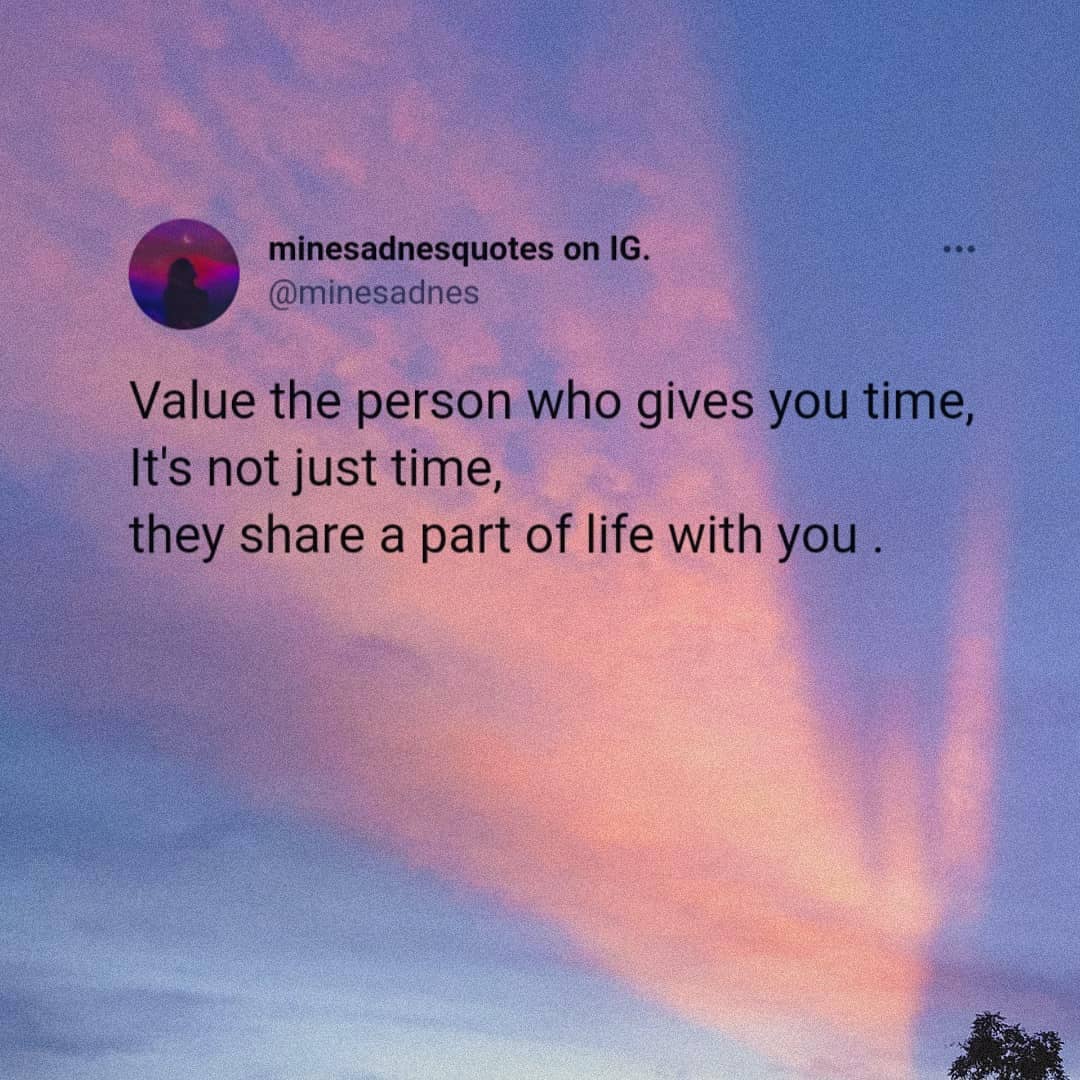 minesadnesquotes on IG.
@minesadnes
Value the person who gives you time,
It's not just time,
they share a part of life with you .